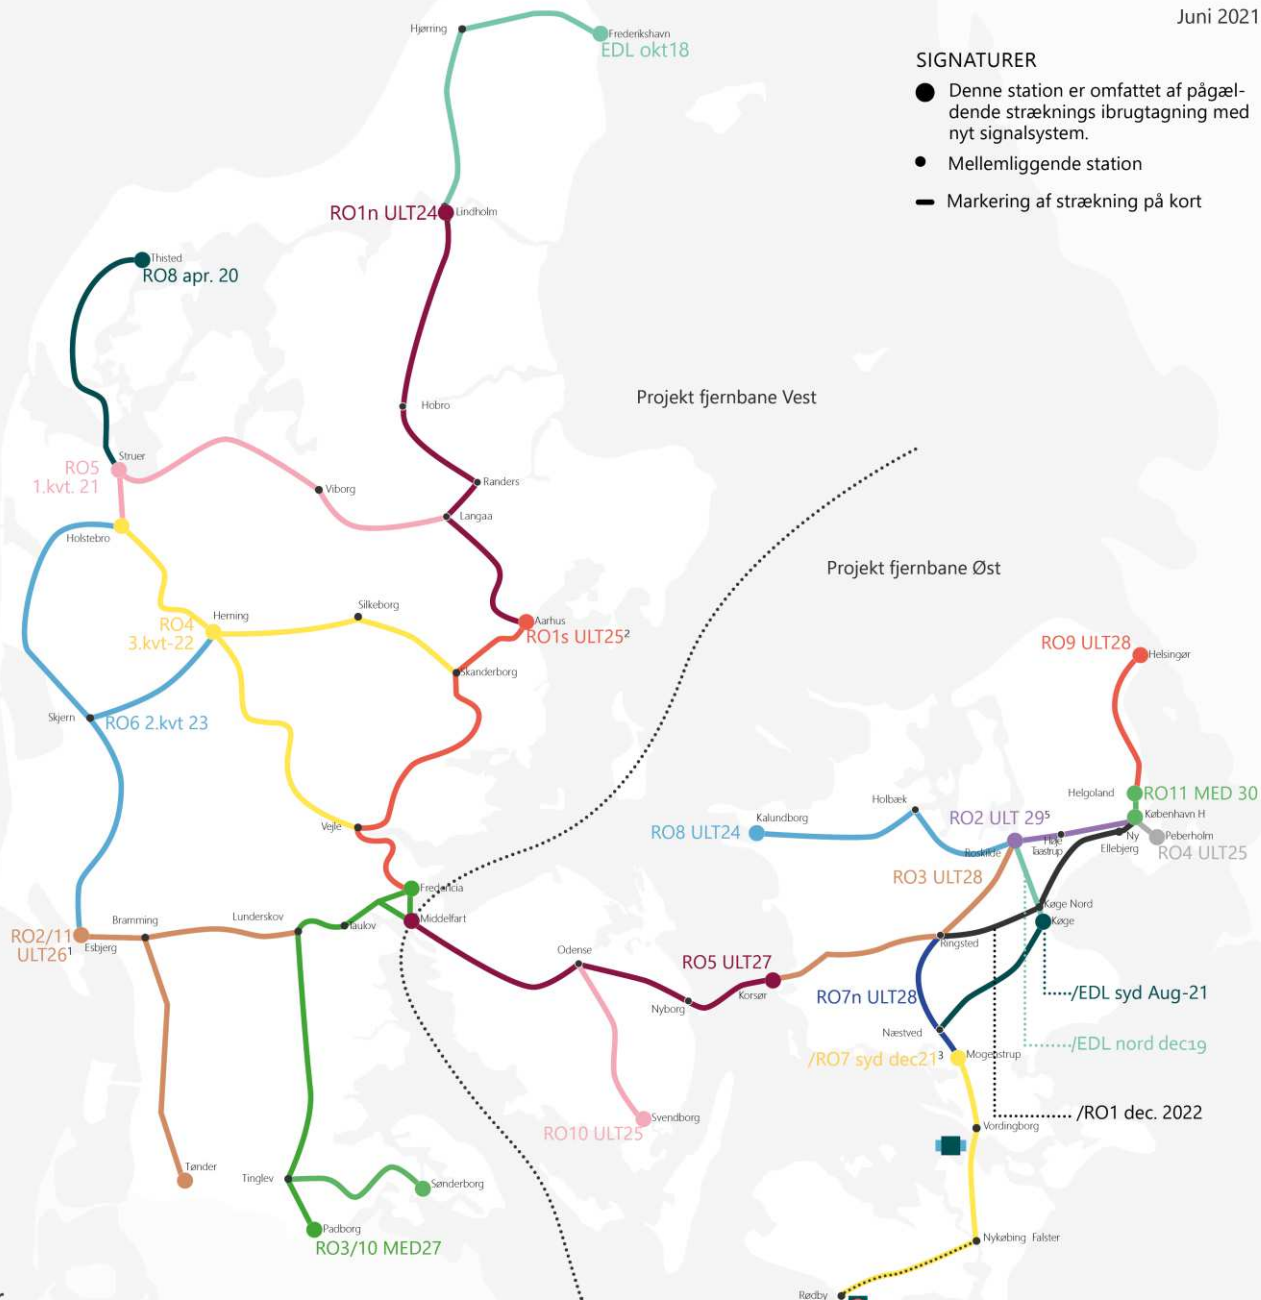 Juni 2021
SIGNATURER
Denne station er omfattet af pågæl-
dende stræknings ibrugtagning med
nyt signalsystem.
Mellemliggende station
Markering af strækning på kort
Hjørring
Frederikshavn
EDL okt18
RO1n ULT24
Lindholm
Thisted
RO8 apr. 20
Hobro
Projekt fjernbane Vest
Struer
RO5
1.kvt. 21
Viborg
Randers
Langaa
Holstebro
Projekt fjernbane Øst
Silkeborg
Herning
RO4
3.kvt-22
Aarhus
RO1s ULT25²
Skanderborg
RO9 ULT28
Helsingør
Skjern
RO6 2.kvt 23
Helgoland
RO11 MED 30
Holbæk
Kalundborg
RO8 ULT24
RO2 ULT 29⁵
København H
Vejle
Høje
Taastrup
Ny
Ellebjerg
Peberholm
RO4 ULT25
Roskilde
RO3 ULT28
Fredericia
Køge Nord
Køge
Bramming
Lunderskov
Taulov
Middelfart
RO2/11
ULT26¹
Esbjerg
Odense
Ringsted
RO5 ULT27
Korsør
Nyborg
RO7n ULT28
/EDL syd Aug-21
Næstved
/EDL nord dec19
/RO7 syd dec21³
Mogenstrup
RO10 ULT25
Svendborg
/RO1 dec. 2022
Vordingborg
Tønder
Tinglev
Sønderborg
Padborg
RO3/10 MED27
Nykøbing Falster
Rødby